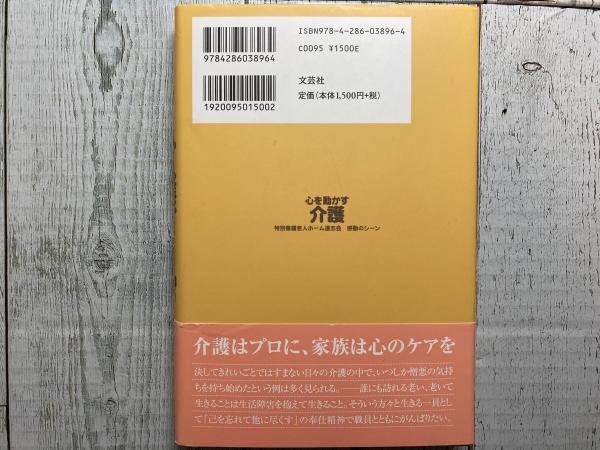 ISBN978-4-286-03896-4
C0095 ¥1500E
9784286038964
文芸社
定価(本体1,500円+税)
1920095015002
心を動かす
介護
特別養護老人ホーム達志会 感動のシーン
介護はプロに、家族は心のケアを
決してきれいごとではすまない日々の介護の中で、いつしか憎悪の気持
ちを持ち始めたという例は多く見られる。――誰にも訪れる老い、老いて
生きることは生活障害を抱えて生きること。そういう方々と生きる一員とし
て「己を忘れて他に尽くす」の奉仕精神で職員とともにがんばりたい。